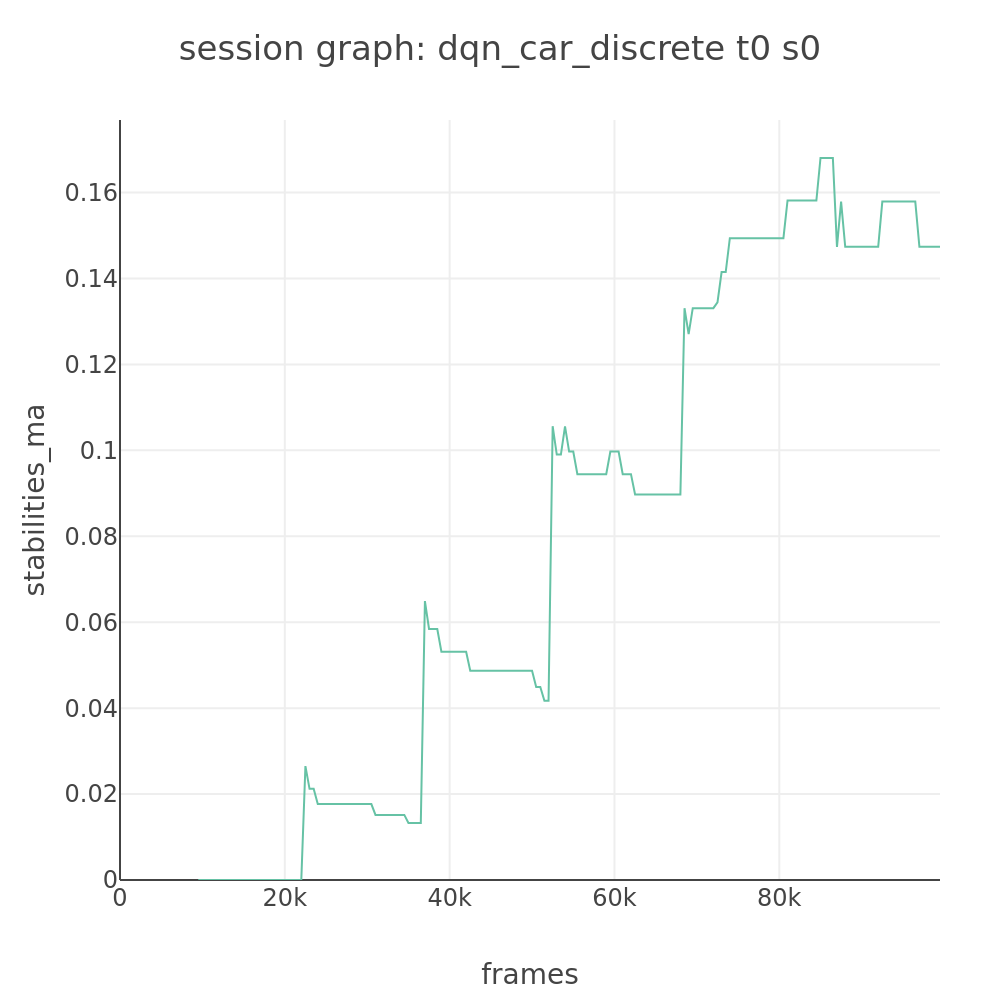 session graph: dqn_car_discrete t0 s0
stabilities_ma
0.16
0.14
0.12
0.1
0.08
0.06
0.04
0.02
0
0 20k 40k 60k 80k
frames